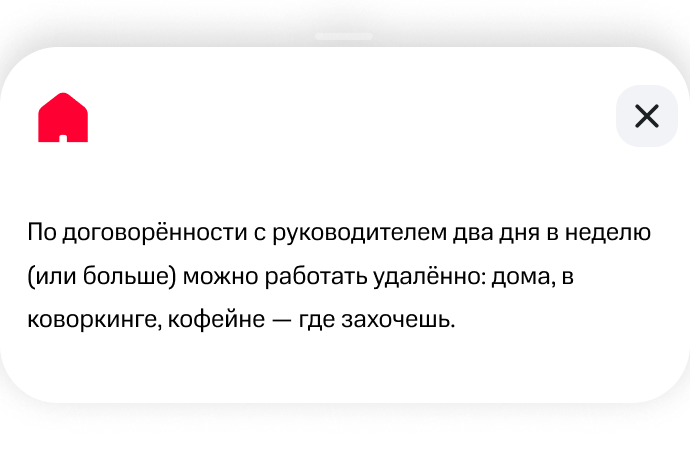 По договорённости с руководителем два дня в неделю
(или больше) можно работать удалённо: дома, в
коворкинге, кофейне — где захочешь.